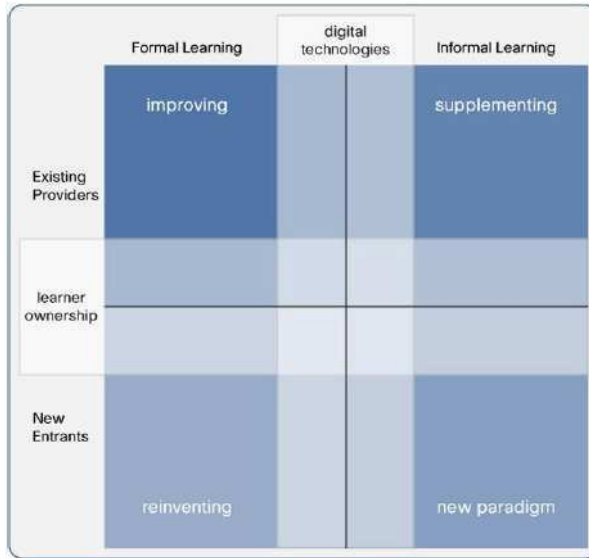 Formal Learning
digital
technologies
Informal Learning
improving
supplementing
Existing
Providers
learner
ownership
New
Entrants
reinventing
new paradigm